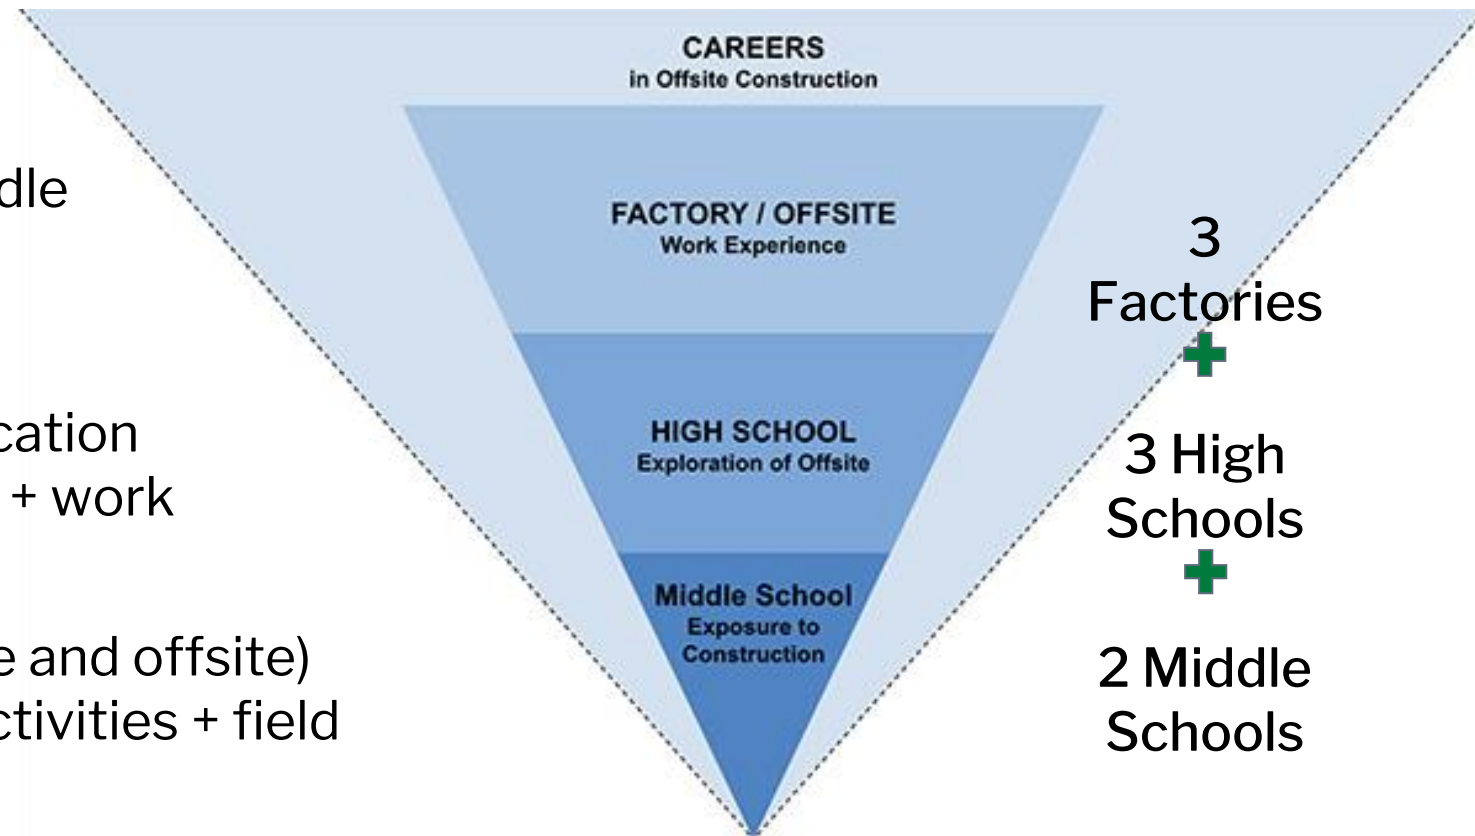 CAREERS
in Offsite Construction
dle
FACTORY / OFFSITE
Work Experience
3
Factories
cation
+ work
HIGH SCHOOL
Exploration of Offsite
3 High
Schools
e and offsite)
ctivities + field
Middle School
Exposure to
Construction
2 Middle
Schools